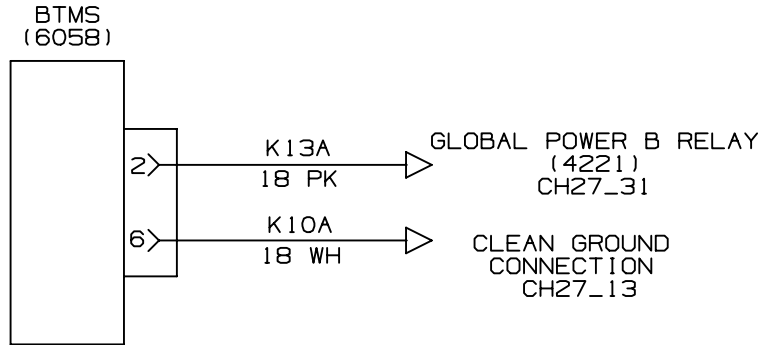 BTMS
(6058)
2
K13A
18 PK
GLOBAL POWER B RELAY
(4221)
CH27_31
6
K10A
18 WH
CLEAN GROUND
CONNECTION
CH27_13